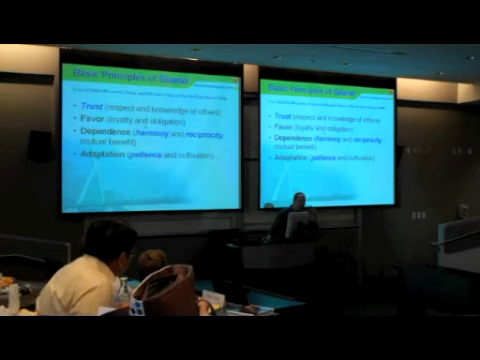 Basic Principles of Guanxi
• Trust (respect and knowledge of others)
• Favor (loyalty and obligation)
• Dependence (harmony and reciprocity,
mutual benefit)
• Adaptation (patience and cultivation)
Basic Principles of Guanxi
• Trust (respect and knowledge of others)
• Favor (loyalty and obligation)
• Dependence (harmony and reciprocity,
mutual benefit)
• Adaptation (patience and cultivation)